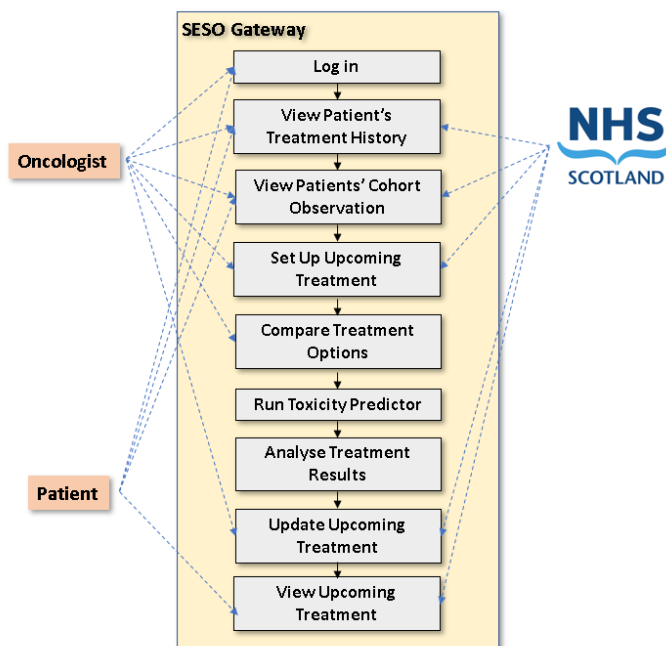 SESO Gateway
Log in
View Patient's
Treatment History
NHS
SCOTLAND
Oncologist
View Patients' Cohort
Observation
Set Up Upcoming
Treatment
Compare Treatment
Options
Run Toxicity Predictor
Analyse Treatment
Results
Patient
Update Upcoming
Treatment
View Upcoming
Treatment